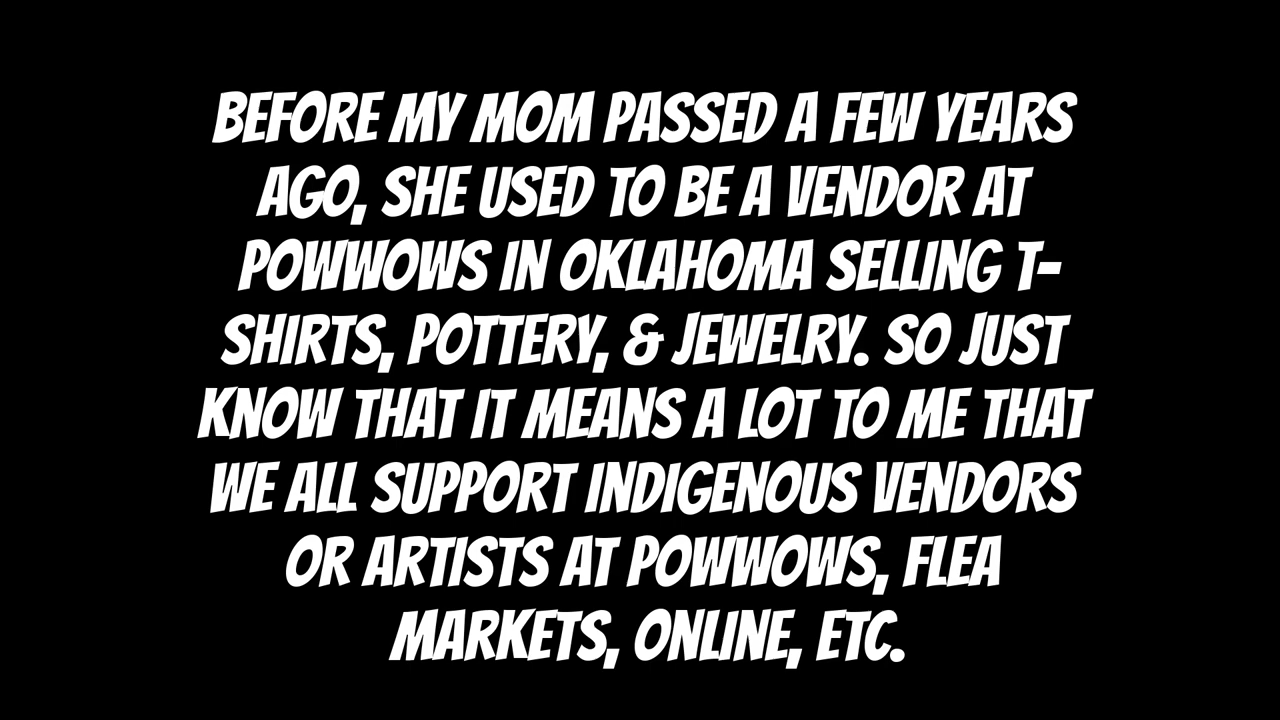 BEFORE MY MOM PASSED A FEW YEARS
AGO, SHE USED TO BE A VENDOR AT
POWWOWS IN OKLAHOMA SELLING T-
SHIRTS, POTTERY, & JEWELRY. SO JUST
KNOW THAT IT MEANS A LOT TO ME THAT
WE ALL SUPPORT INDIGENOUS VENDORS
OR ARTISTS AT POWWOWS, FLEA
MARKETS, ONLINE, ETC.